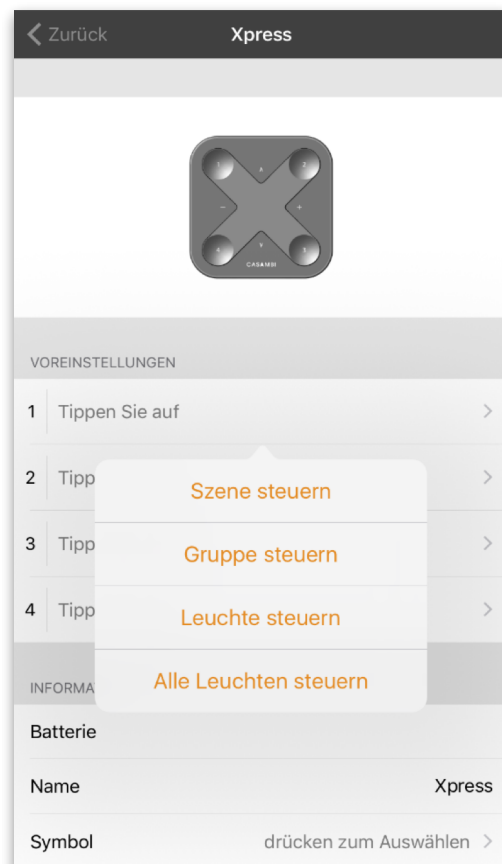 Zurück
Xpress
1
2
−
+
4
3
CASAMBI
VOREINSTELLUNGEN
1 Tippen Sie auf
2 Tipp
Szene steuern
3 Tipp
Gruppe steuern
4 Tipp
Leuchte steuern
INFORMA
Alle Leuchten steuern
Batterie
Name Xpress
Symbol drücken zum Auswählen